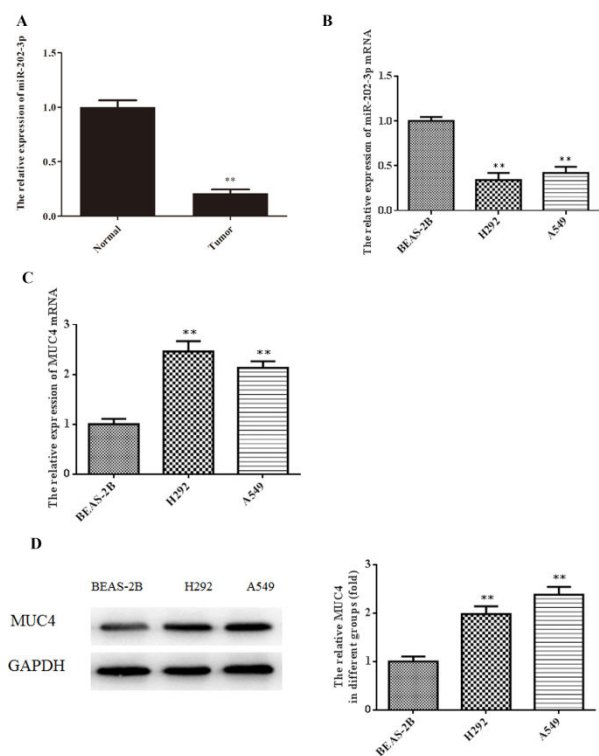 A
The relative expression of miR-202-3p
1.5
1.0
0.5
0.0
**
Normal
Tumor
B
The relative expression of miR-202-3p mRNA
1.5
1.0
0.5
0.0
**
**
BEAS-2B
H292
A549
C
The relative expression of MUC4 mRNA
3
2
1
0
**
**
BEAS-2B
H292
A549
D
BEAS-2B H292 A549
MUC4
GAPDH
The relative MUC4
in different groups (fold)
3
2
1
0
**
**
BEAS-2B
H292
A549